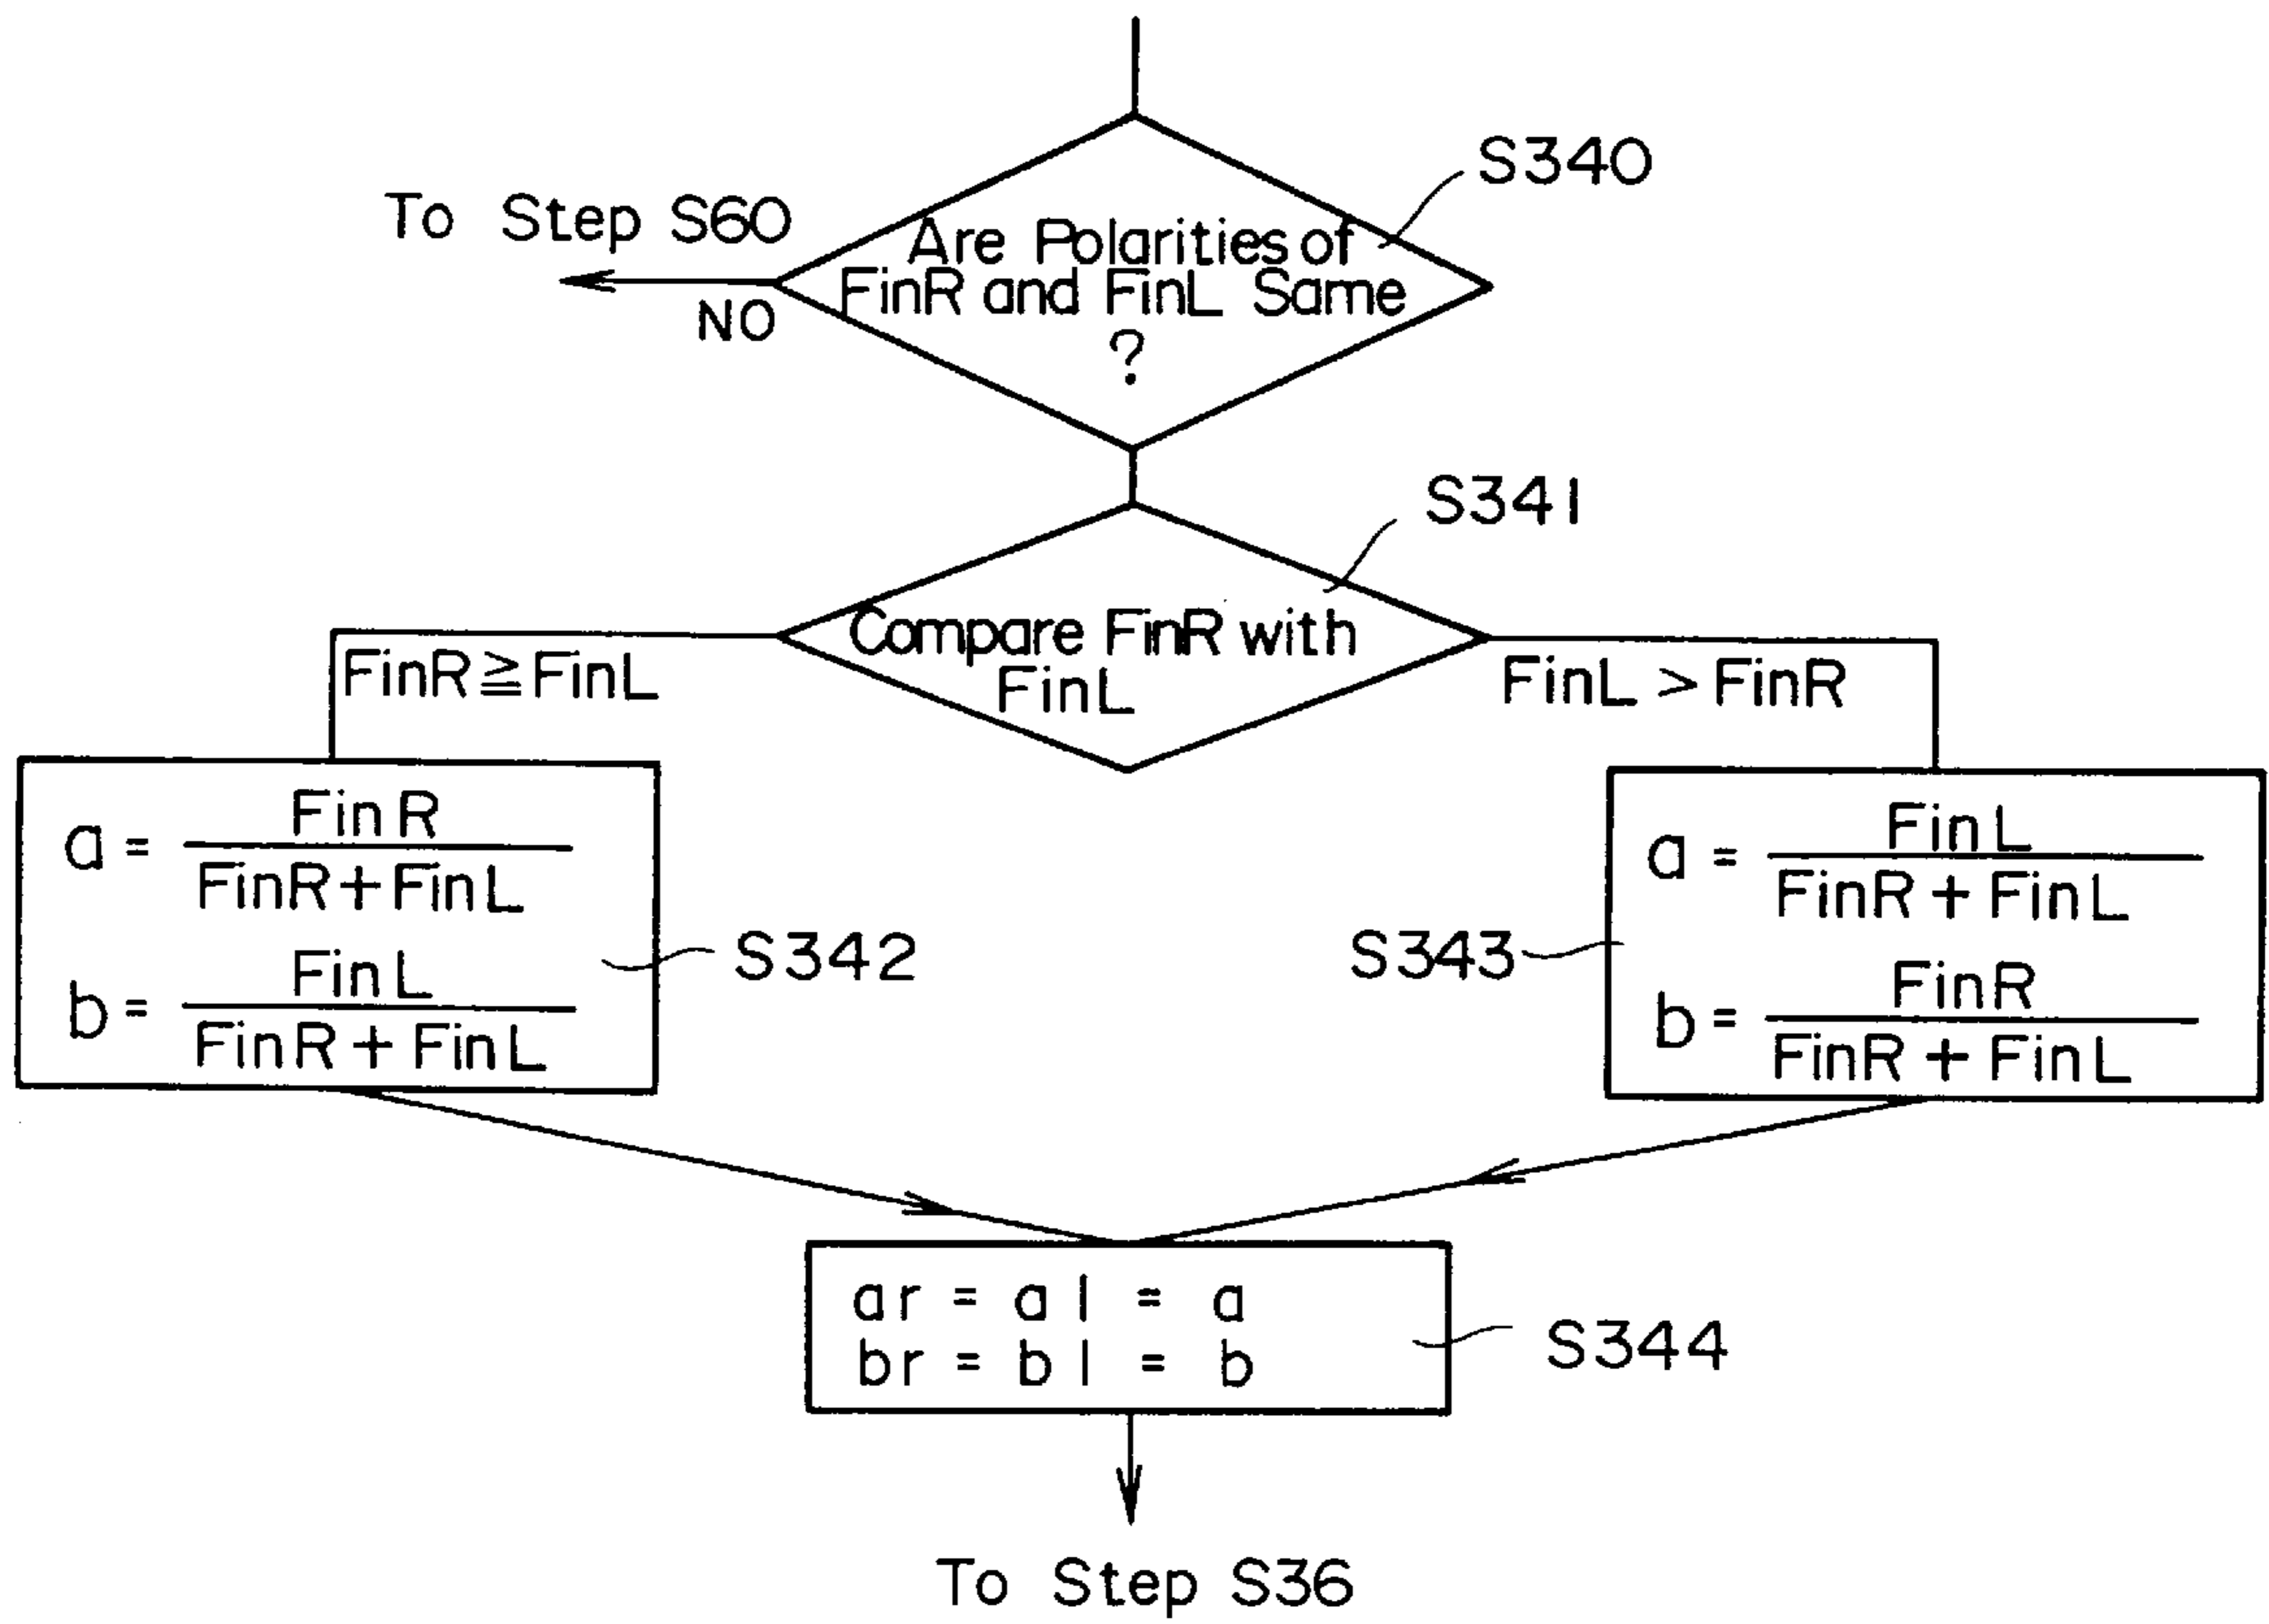 S340
To Step S60
Are Polarities of
FinR and FinL Same
?
NO
S341
Compare FinR with
FinL
FinR ≧ FinL
FinL > FinR
a = FinR / FinR + FinL
b = FinL / FinR + FinL
S342
a = FinL / FinR + FinL
b = FinR / FinR + FinL
S343
ar = al = a
br = bl = b
S344
To Step S36